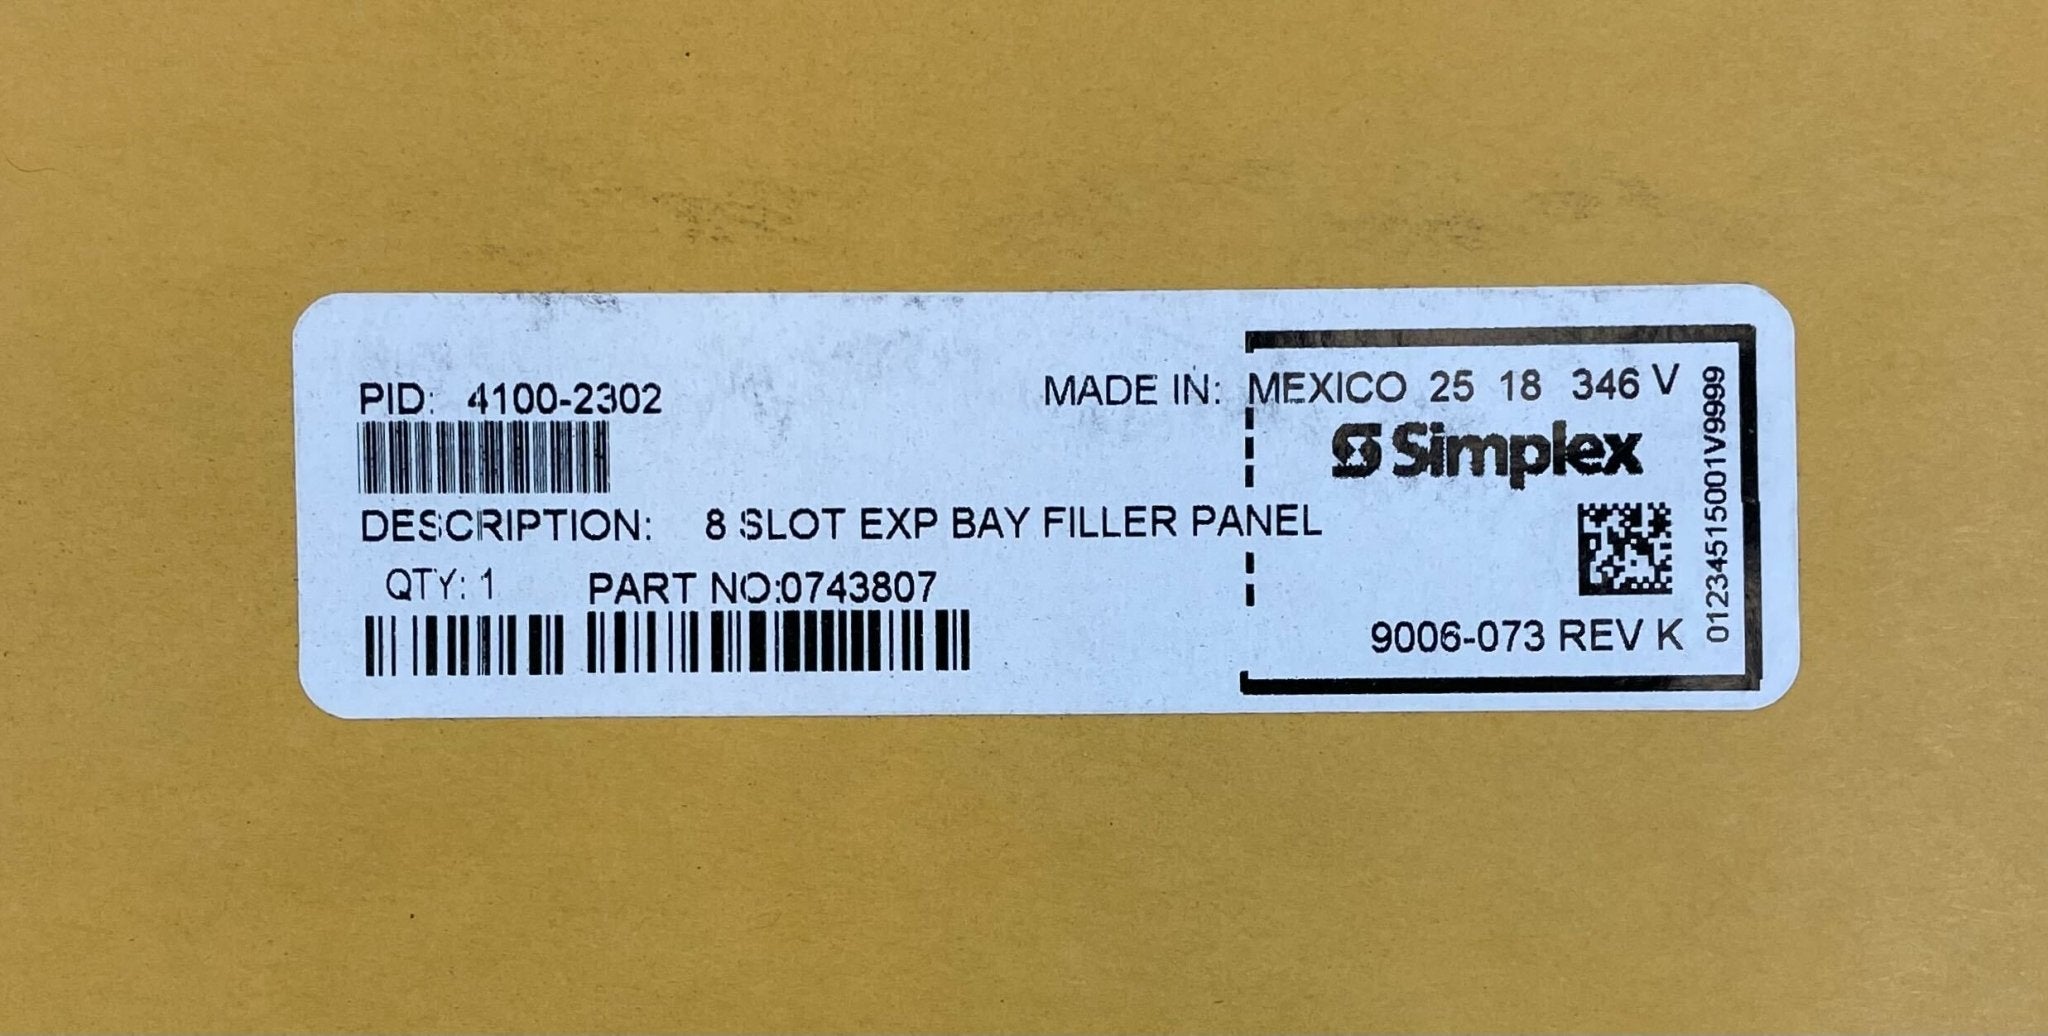 PID: 4100-2302
MADE IN: MEXICO 25 18 346 V
Simplex
DESCRIPTION: 8 SLOT EXP BAY FILLER PANEL
QTY: 1 PART NO:0743807
9006-073 REV K
0123451515001V9999